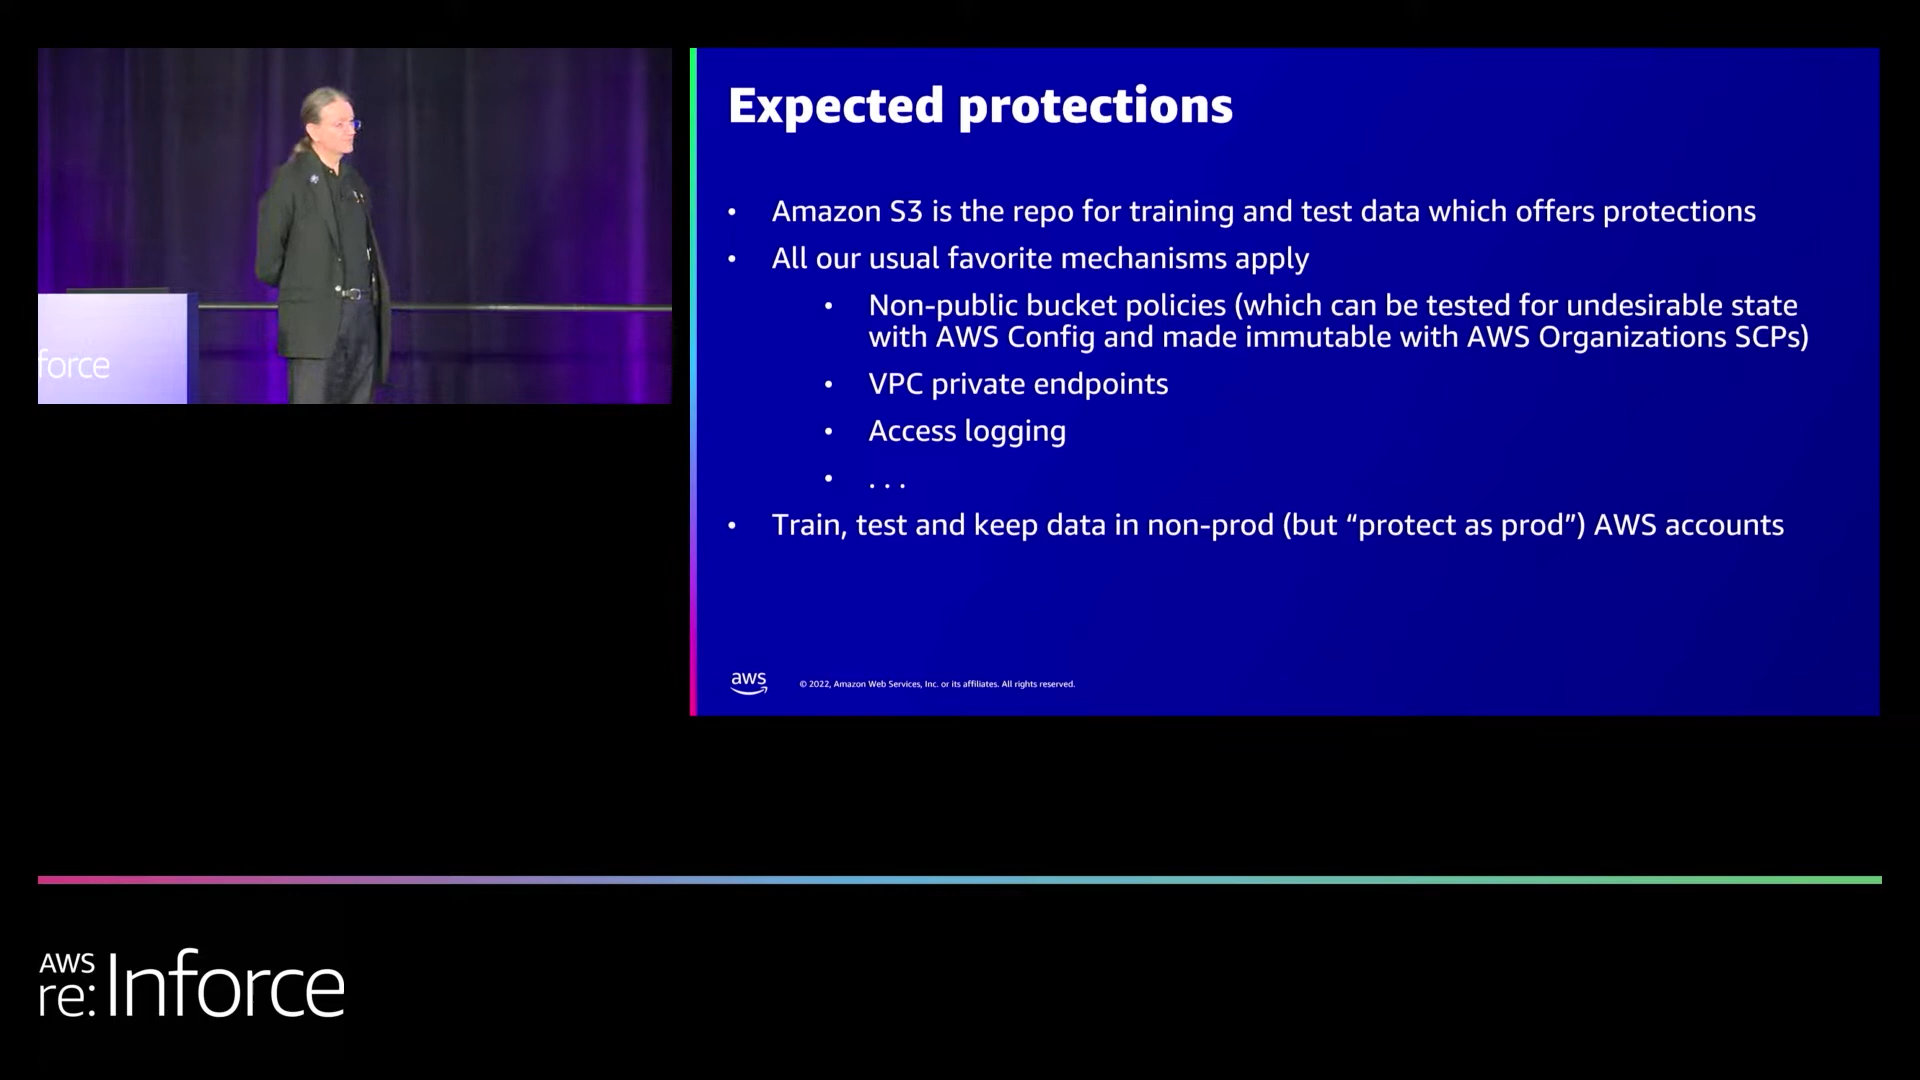 Expected protections
• Amazon S3 is the repo for training and test data which offers protections
• All our usual favorite mechanisms apply
• Non-public bucket policies (which can be tested for undesirable state
with AWS Config and made immutable with AWS Organizations SCPs)
• VPC private endpoints
• Access logging
• . . .
• Train, test and keep data in non-prod (but “protect as prod”) AWS accounts
aws
© 2022, Amazon Web Services, Inc. or its affiliates. All rights reserved.
force
AWS
re:Inforce